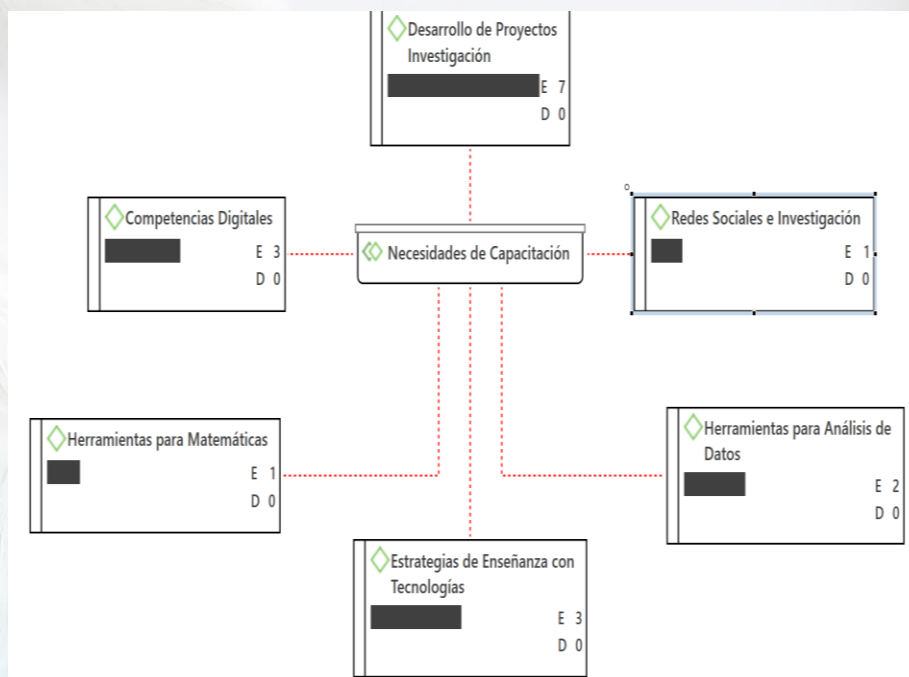 Desarrollo de Proyectos
Investigación
E 7
D 0
Competencias Digitales
E 3
D 0
Necesidades de Capacitación
Redes Sociales e Investigación
E 1
D 0
Herramientas para Matemáticas
E 1
D 0
Herramientas para Análisis de
Datos
E 2
D 0
Estrategias de Enseñanza con
Tecnologías
E 3
D 0